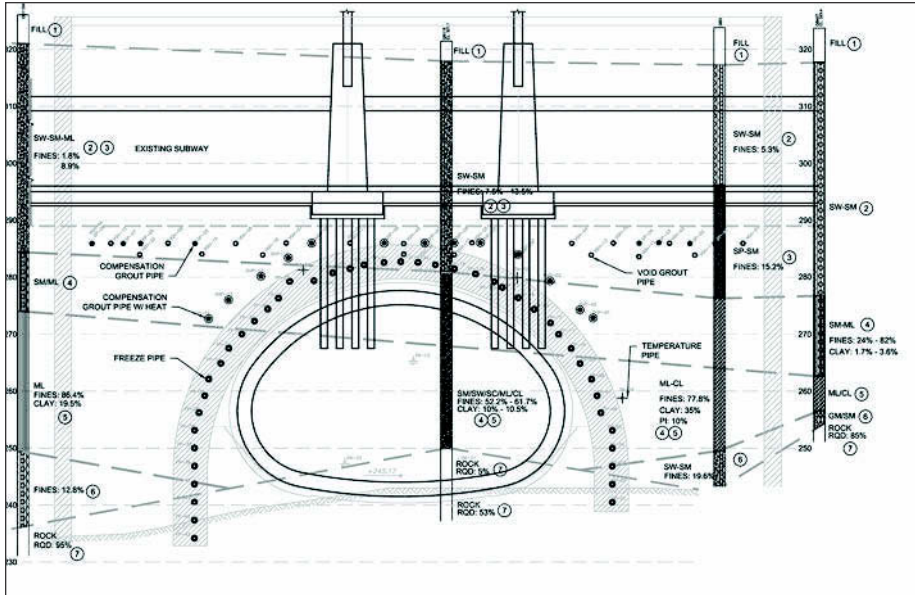 FILL 1
FILL 1
FILL 1
FILL 1
320
320
310
310
SW-SM-ML
FINES: 1.8%
8.9%
2 3
EXISTING SUBWAY
SW-SM
FINES: 5.3%
2
300
300
SW-SM
FINES: 7.5% - 13.5%
2 3
290
290
SW-SM 2
COMPENSATION
GROUT PIPE
VOID GROUT
PIPE
SP-SM
FINES: 15.2%
3
280
280
SM/ML 4
COMPENSATION
GROUT PIPE W/ HEAT
270
270
SM-ML 4
FINES: 24% - 82%
CLAY: 1.7% - 3.6%
FREEZE PIPE
TEMPERATURE
PIPE
260
260
ML
FINES: 86.4%
CLAY: 19.5%
5
SM/SW/SC/ML/CL
FINES: 52.2% - 61.7%
CLAY: 10% - 10.5%
4 5
ML-CL
FINES: 77.8%
CLAY: 35%
PI: 10%
4 5
ML/CL 5
GM/SM 6
ROCK
RQD: 85%
7
250
250
ROCK
RQD: 5% 7
SW-SM
FINES: 19.6%
6
+245.17
FINES: 12.8% 6
240
ROCK
RQD: 53% 7
ROCK
RQD: 95%
7
230